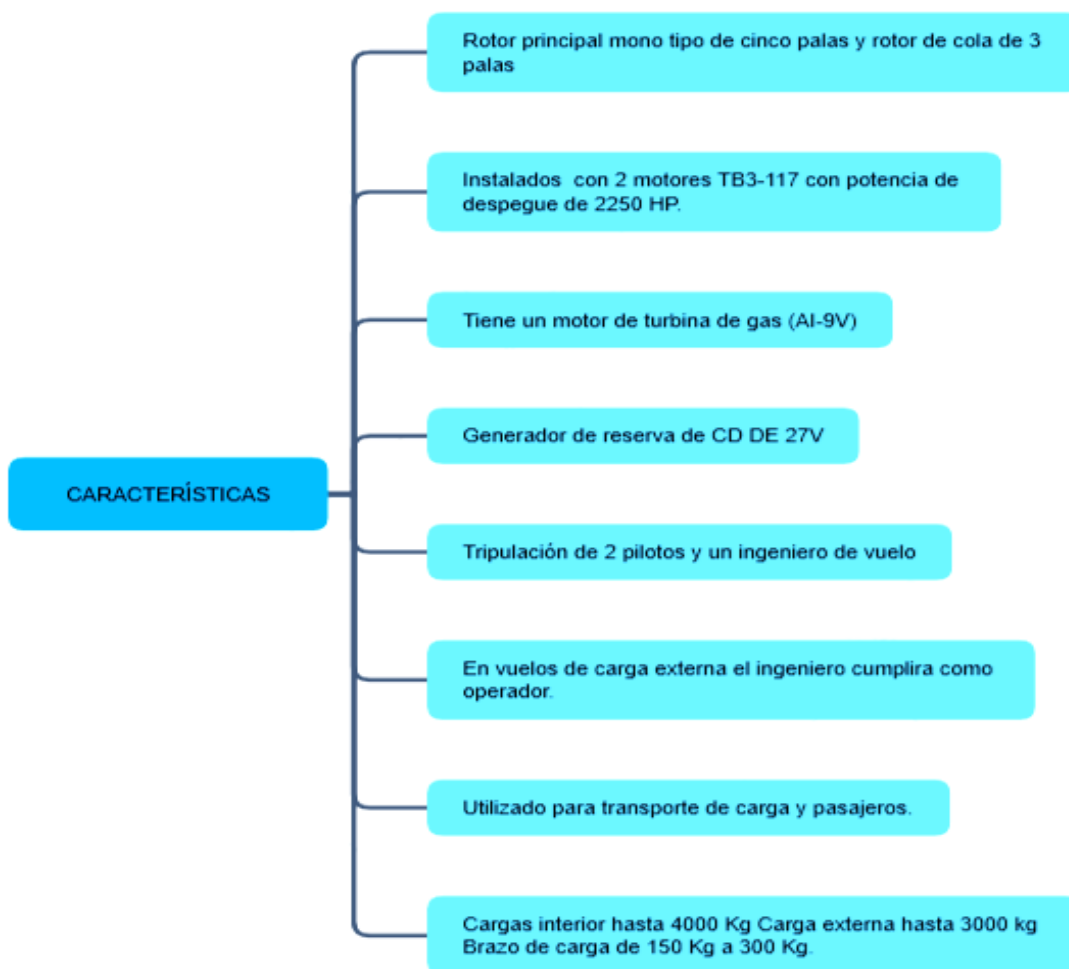 Rotor principal mono tipo de cinco palas y rotor de cola de 3
palas
Instalados con 2 motores TB3-117 con potencia de
despegue de 2250 HP.
Tiene un motor de turbina de gas (AI-9V)
Generador de reserva de CD DE 27V
CARACTERÍSTICAS
Tripulación de 2 pilotos y un ingeniero de vuelo
En vuelos de carga externa el ingeniero cumplira como
operador.
Utilizado para transporte de carga y pasajeros.
Cargas interior hasta 4000 Kg Carga externa hasta 3000 kg
Brazo de carga de 150 Kg a 300 Kg.